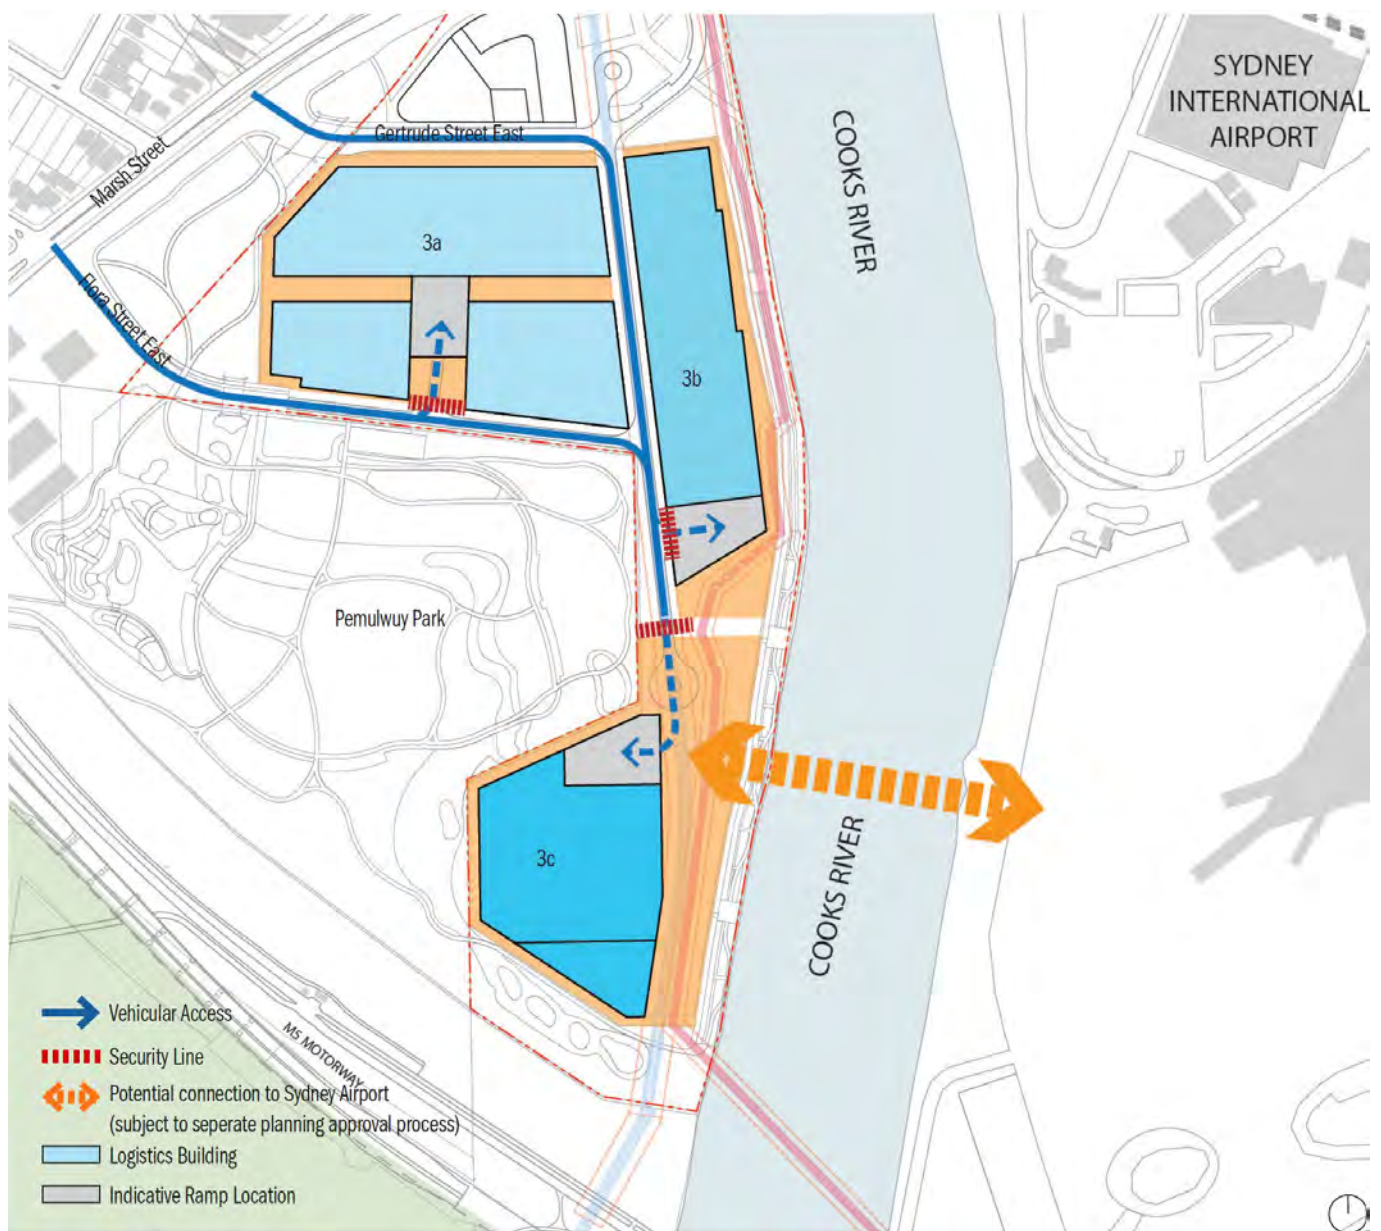 SYDNEY
INTERNATIONAL
AIRPORT
COOKS RIVER
Gertrude Street East
Marsh Street
3a
Flora Street East
3b
Pemulwuy Park
3c
COOKS RIVER
Vehicular Access
M5 MOTORWAY
Security Line
Potential connection to Sydney Airport
(subject to seperate planning approval process)
Logistics Building
Indicative Ramp Location